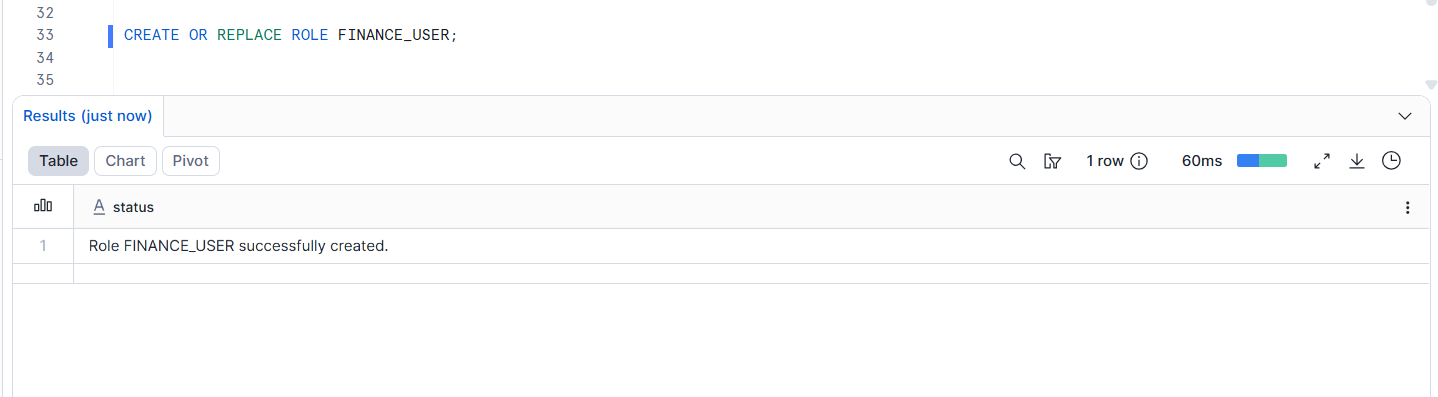 32
33 CREATE OR REPLACE ROLE FINANCE_USER;
34
35
Results (just now)
Table Chart Pivot 1 row 60ms
A status
1 Role FINANCE_USER successfully created.